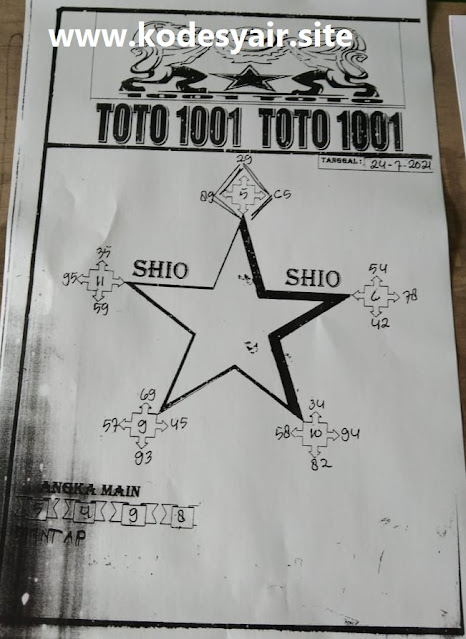 www.kodesyair.site
TOTO 1001 TOTO 1001
TANGGAL: 24-7-2021
29
89 5 65
SHIO SHIO
35
95 11
59
54
6 78
42
69
57 9 45
93
34
58 10 94
82
ANGKA MAIN
9 8